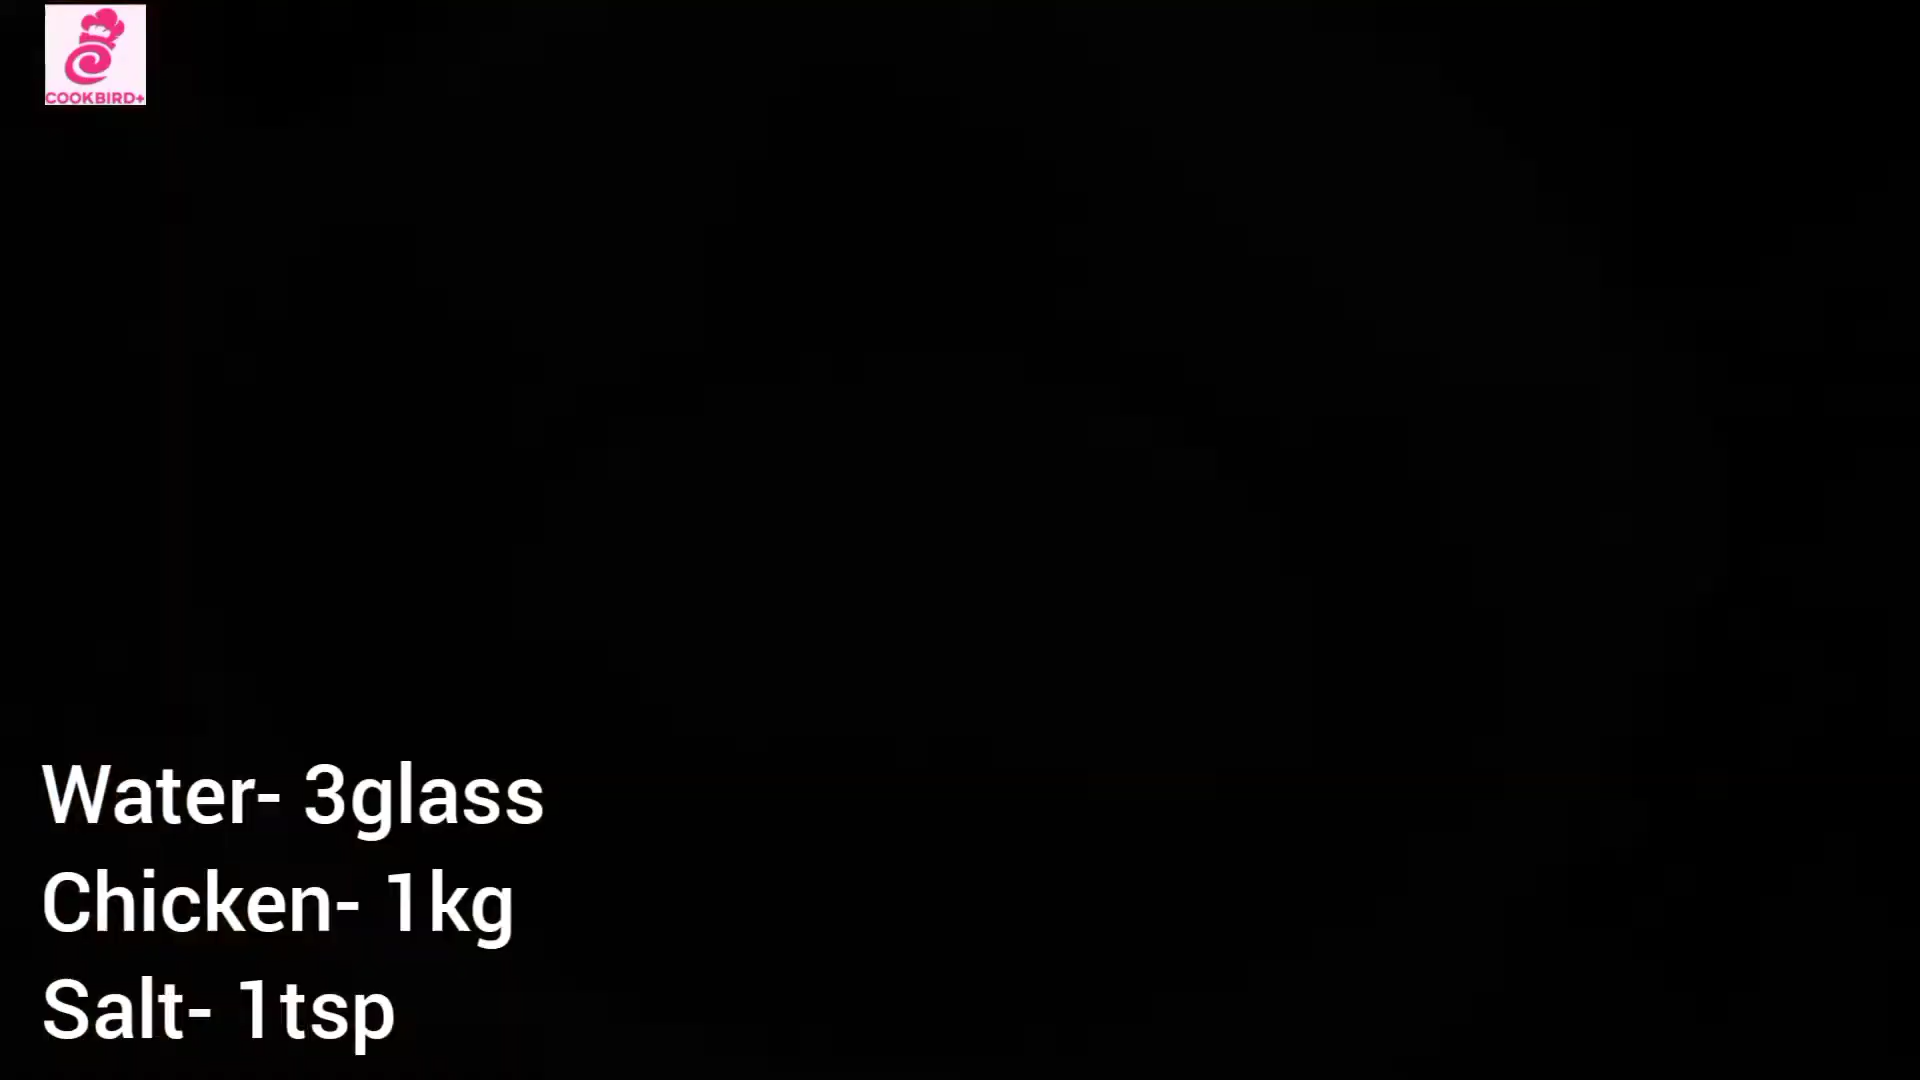 COOKBIRD+
Water- 3glass
Chicken- 1kg
Salt- 1tsp